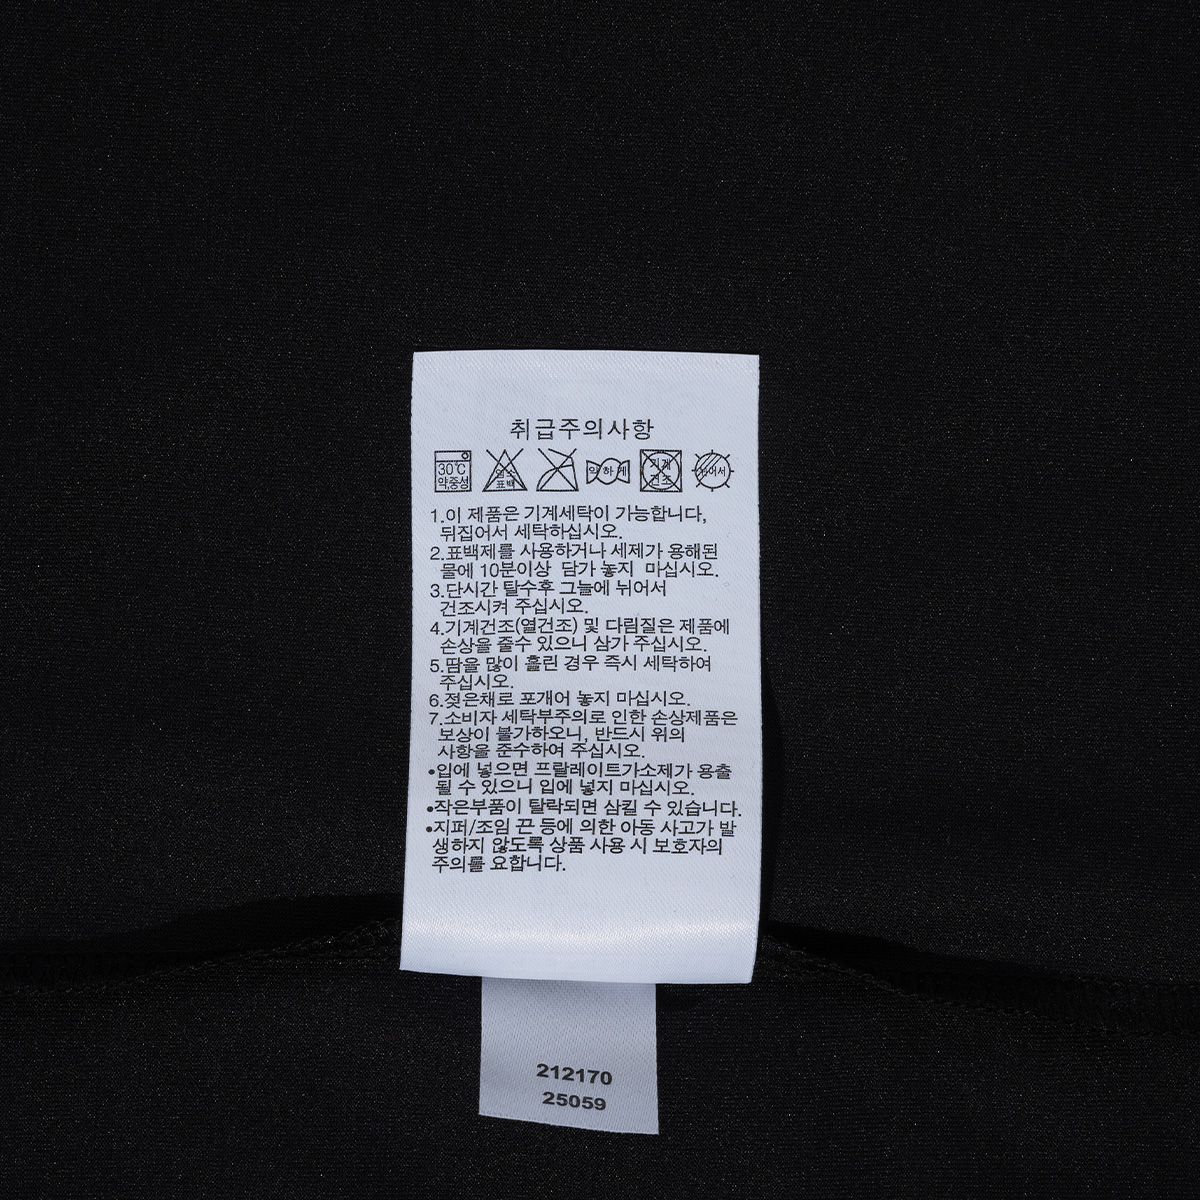 취급주의사항
30℃
약,중성
염소
표백
약하게
기계
건조
뉘어서
1.이 제품은 기계세탁이 가능합니다,
뒤집어서 세탁하십시오.
2.표백제를 사용하거나 세제가 용해된
물에 10분이상 담가 놓지 마십시오.
3.단시간 탈수후 그늘에 뉘어서
건조시켜 주십시오.
4.기계건조(열건조) 및 다림질은 제품에
손상을 줄수 있으니 삼가 주십시오.
5.땀을 많이 흘린 경우 즉시 세탁하여
주십시오.
6.젖은채로 포개어 놓지 마십시오.
7.소비자 세탁부주의로 인한 손상제품은
보상이 불가하오니, 반드시 위의
사항을 준수하여 주십시오.
•입에 넣으면 프탈레이트가소제가 용출
될 수 있으니 입에 넣지 마십시오.
•작은부품이 탈락되면 삼킬 수 있습니다.
•지퍼/조임 끈 등에 의한 아동 사고가 발
생하지 않도록 상품 사용 시 보호자의
주의를 요합니다.
212170
25059